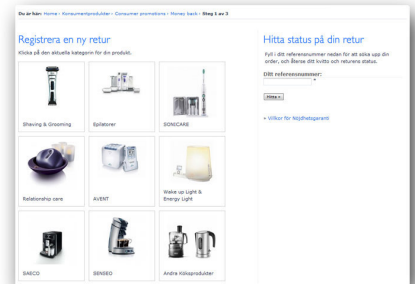 Du är här: Home › Konsumentprodukter › Consumer promotions › Money back › Steg 1 av 3
Registrera en ny retur
Klicka på den aktuella kategorin för din produkt.
Shaving & Grooming
Epilatorer
SONICARE
Relationship care
AVENT
Wake up Light &
Energy Light
SAECO
SENSEO
Andra Köksprodukter
Hitta status på din retur
Fyll i ditt referensnummer neden för att söka upp din
order, och återse ditt kvitto och returens status.
Ditt referensnummer:
*
Hitta »
» Villkor för Nöjdhetsgaranti